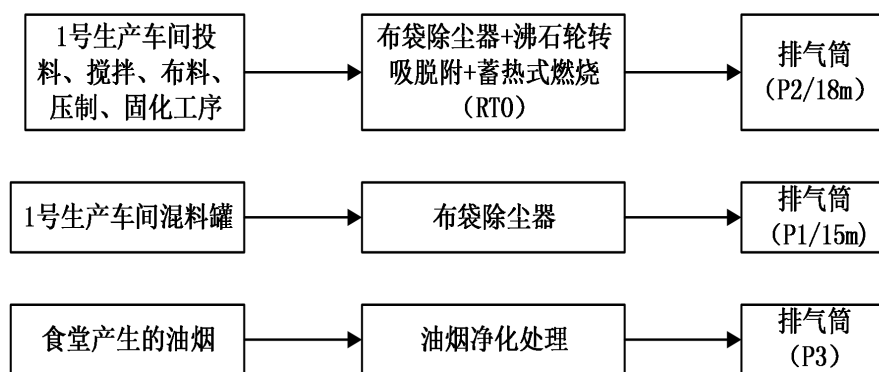 1号生产车间投
料、搅拌、布料、
压制、固化工序
布袋除尘器+沸石轮转
吸脱附+蓄热式燃烧
（RTO）
排气筒
（P2/18m）
1号生产车间混料罐
布袋除尘器
排气筒
(P1/15m)
食堂产生的油烟
油烟净化处理
排气筒
（P3）